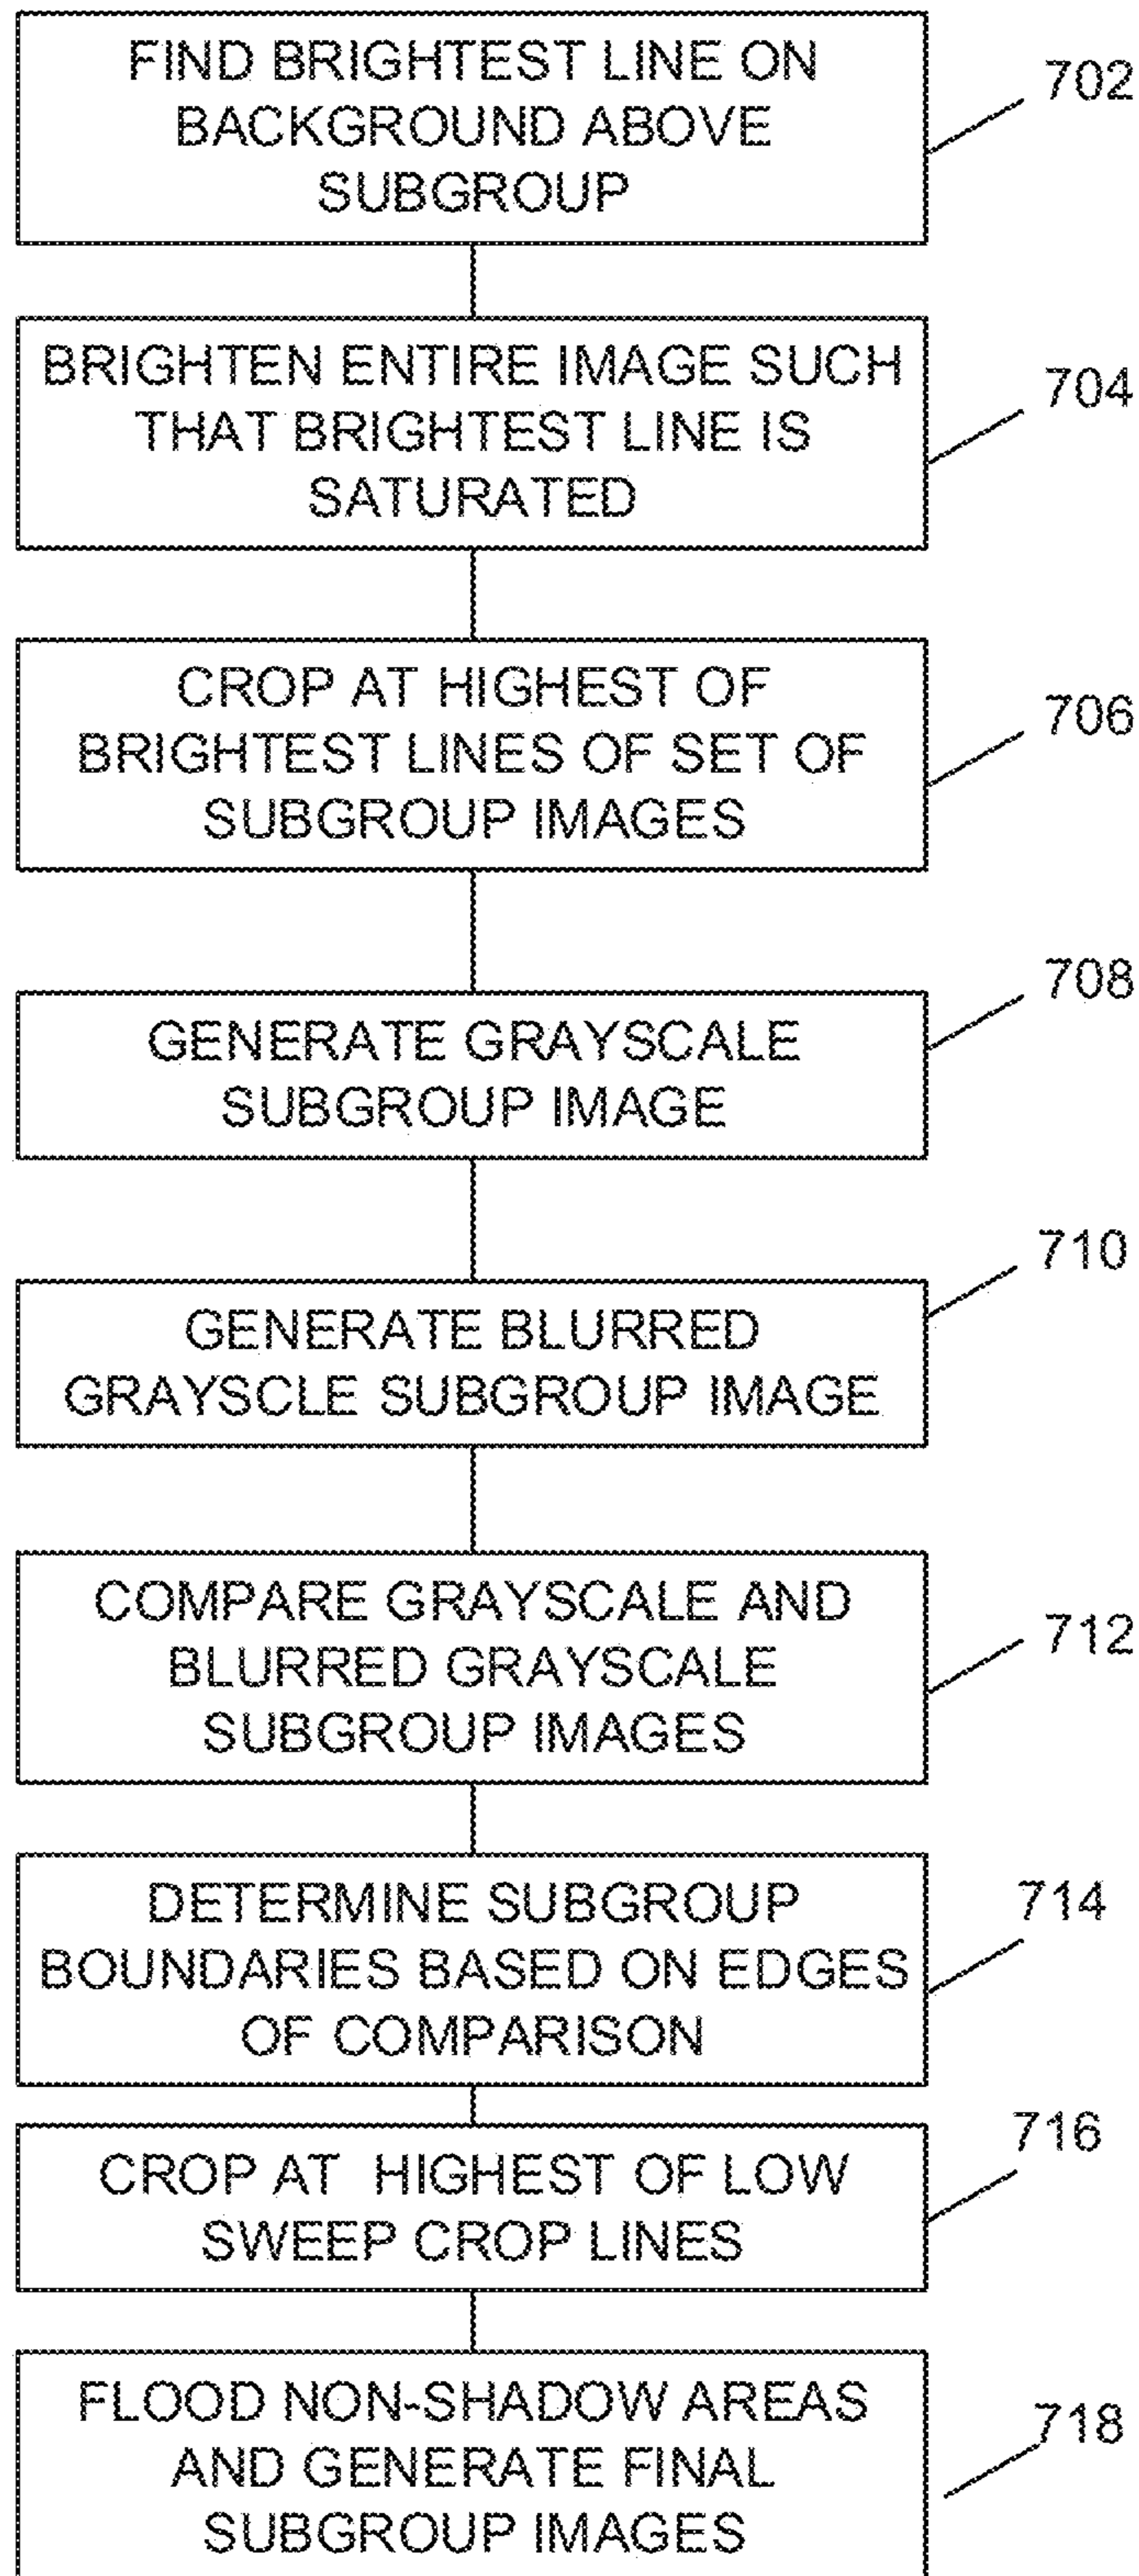 FIND BRIGHTEST LINE ON
BACKGROUND ABOVE
SUBGROUP
702
BRIGHTEN ENTIRE IMAGE SUCH
THAT BRIGHTEST LINE IS
SATURATED
704
CROP AT HIGHEST OF
BRIGHTEST LINES OF SET OF
SUBGROUP IMAGES
706
GENERATE GRAYSCALE
SUBGROUP IMAGE
708
GENERATE BLURRED
GRAYSCLE SUBGROUP IMAGE
710
COMPARE GRAYSCALE AND
BLURRED GRAYSCALE
SUBGROUP IMAGES
712
DETERMINE SUBGROUP
BOUNDARIES BASED ON EDGES
OF COMPARISON
714
CROP AT HIGHEST OF LOW
SWEEP CROP LINES
716
FLOOD NON-SHADOW AREAS
AND GENERATE FINAL
SUBGROUP IMAGES
718